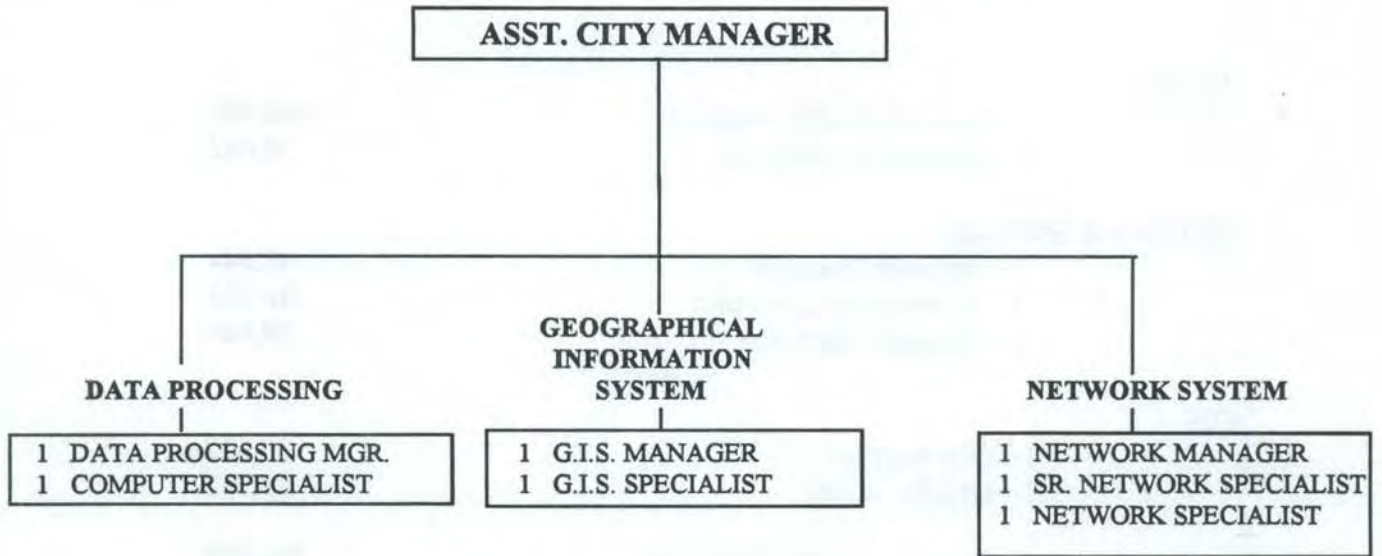 ASST. CITY MANAGER
DATA PROCESSING
1 DATA PROCESSING MGR.
1 COMPUTER SPECIALIST
GEOGRAPHICAL
INFORMATION
SYSTEM
1 G.I.S. MANAGER
1 G.I.S. SPECIALIST
NETWORK SYSTEM
1 NETWORK MANAGER
1 SR. NETWORK SPECIALIST
1 NETWORK SPECIALIST